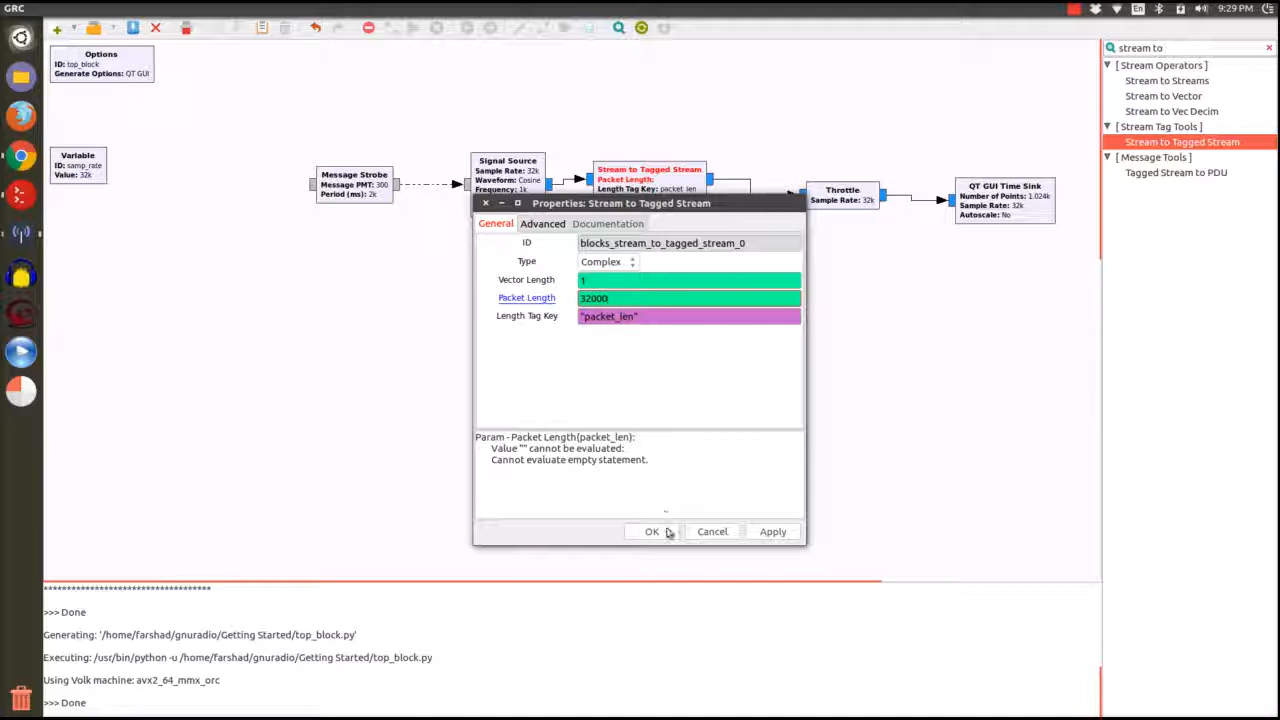 GRC
En
9:29 PM
Options
ID: top_block
Generate Options: QT GUI
Variable
ID: samp_rate
Value: 32k
Message Strobe
Message PMT: 300
Period (ms): 2k
Signal Source
Sample Rate: 32k
Waveform: Cosine
Frequency: 1k
Stream to Tagged Stream
Packet Length:
Length Tag Key: packet_len
Throttle
Sample Rate: 32k
QT GUI Time Sink
Number of Points: 1.024k
Sample Rate: 32k
Autoscale: No
stream to
[ Stream Operators ]
Stream to Streams
Stream to Vector
Stream to Vec Decim
[ Stream Tag Tools ]
Stream to Tagged Stream
[ Message Tools ]
Tagged Stream to PDU
Properties: Stream to Tagged Stream
General Advanced Documentation
ID blocks_stream_to_tagged_stream_0
Type Complex
Vector Length 1
Packet Length 32000
Length Tag Key "packet_len"
Param - Packet Length(packet_len):
Value "" cannot be evaluated:
Cannot evaluate empty statement.
OK Cancel Apply
************************************
>>> Done
Generating: '/home/farshad/gnuradio/Getting Started/top_block.py'
Executing: /usr/bin/python -u /home/farshad/gnuradio/Getting Started/top_block.py
Using Volk machine: avx2_64_mmx_orc
>>> Done